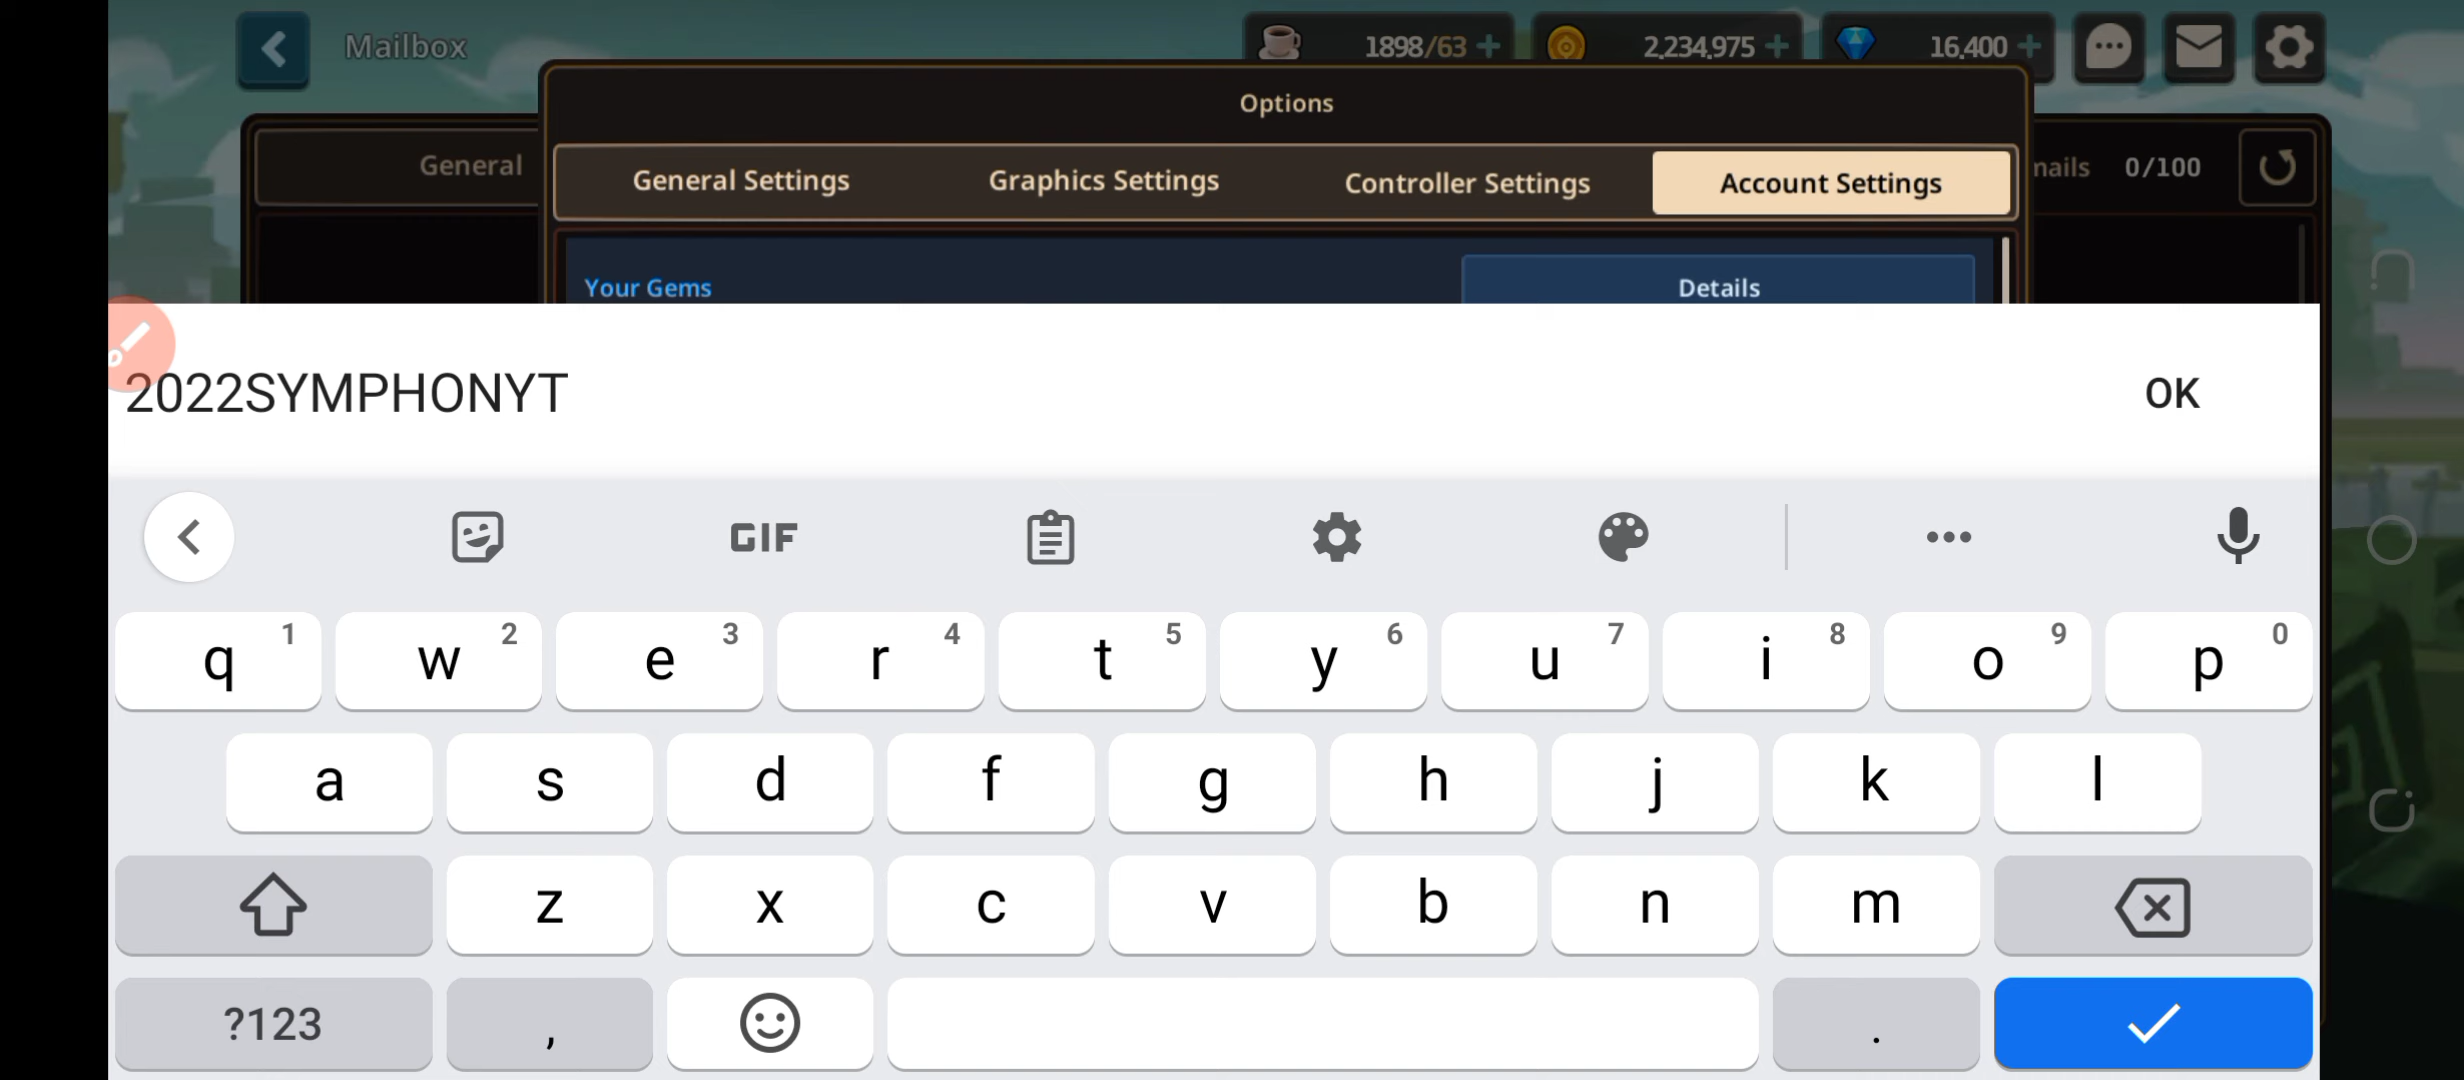 Mailbox
1898/63
2,234,975
16,400
Options
General
General Settings
Graphics Settings
Controller Settings
Account Settings
0/100
Your Gems
Details
2022SYMPHONYT
OK
GIF
q 1 w 2 e 3 r 4 t 5 y 6 u 7 i 8 o 9 p 0
a s d f g h j k l
z x c v b n m
?123 , .